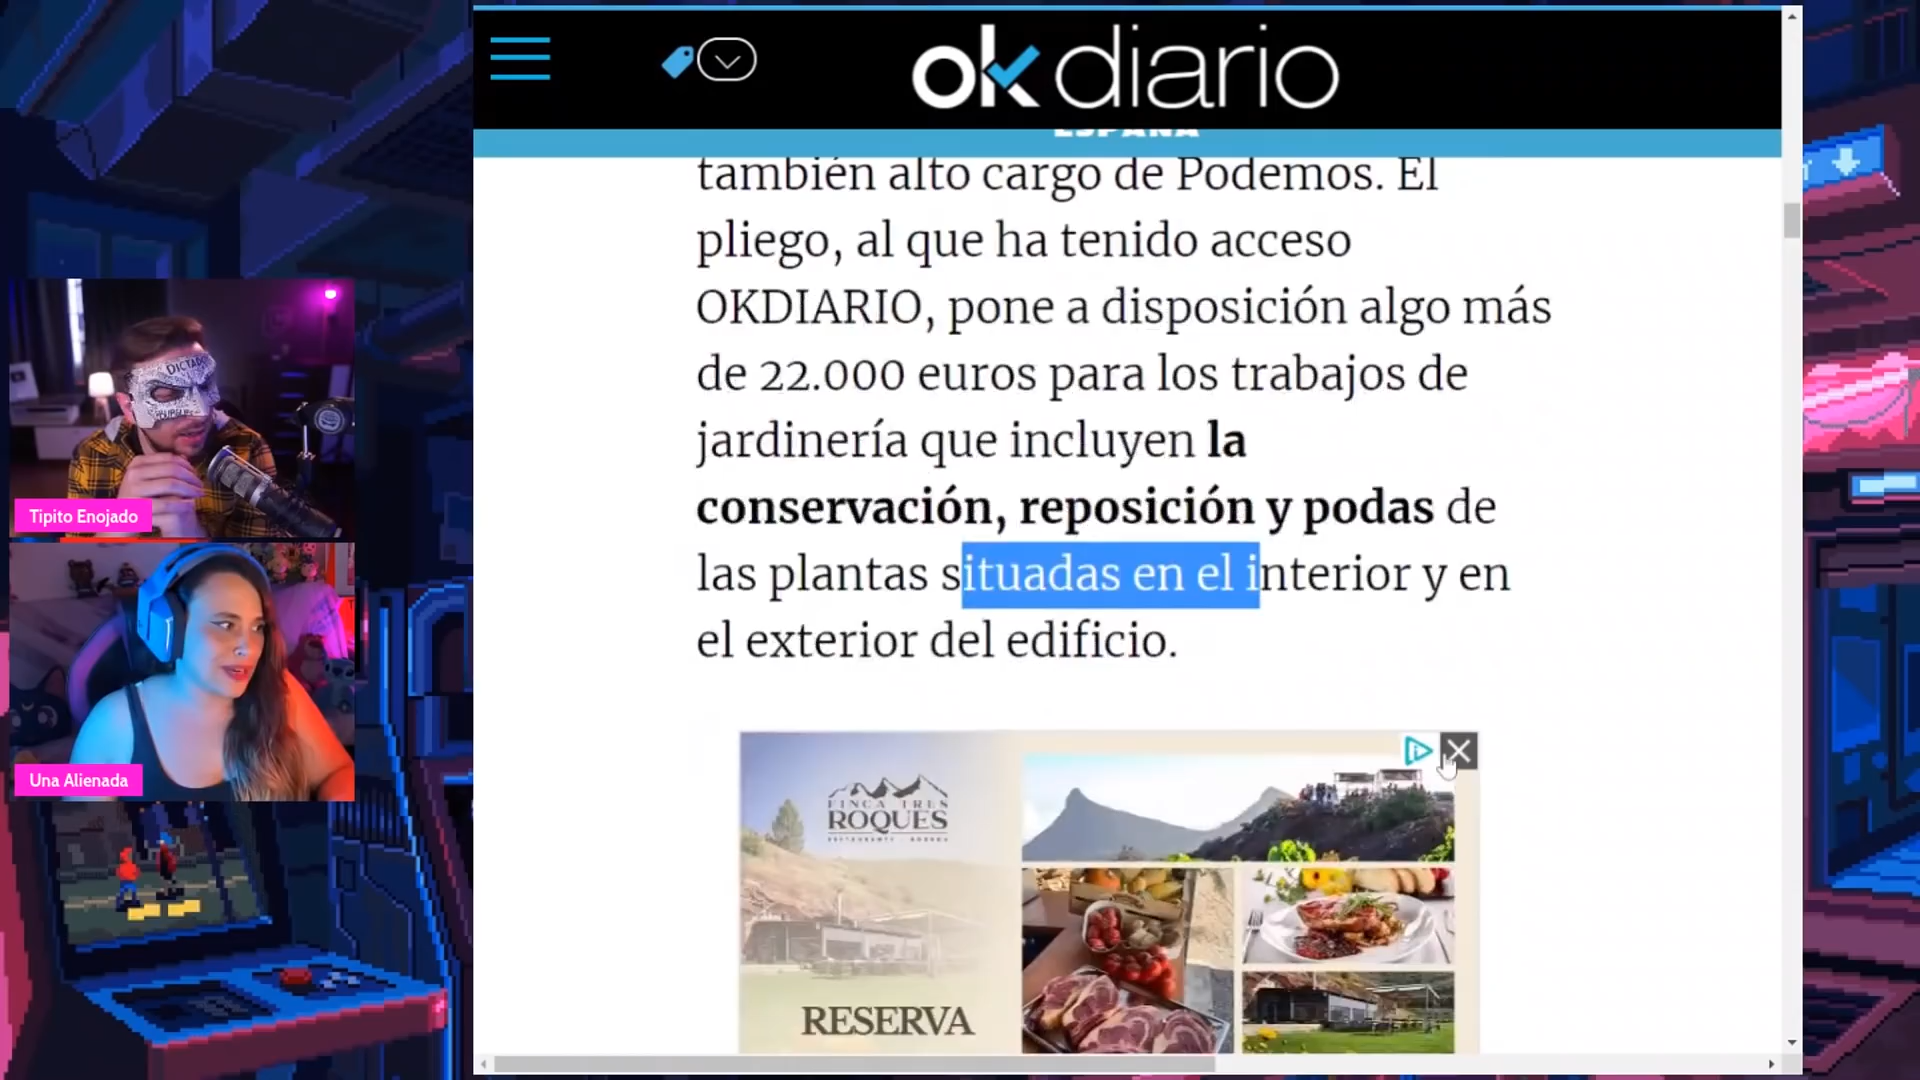 okdiario
ESPAÑA
también alto cargo de Podemos. El
pliego, al que ha tenido acceso
OKDIARIO, pone a disposición algo más
de 22.000 euros para los trabajos de
jardinería que incluyen la
conservación, reposición y podas de
las plantas situadas en el interior y en
el exterior del edificio.
DICTAD
Tipito Enojado
Una Alienada
FINCA TRES
ROQUES
RESERVA